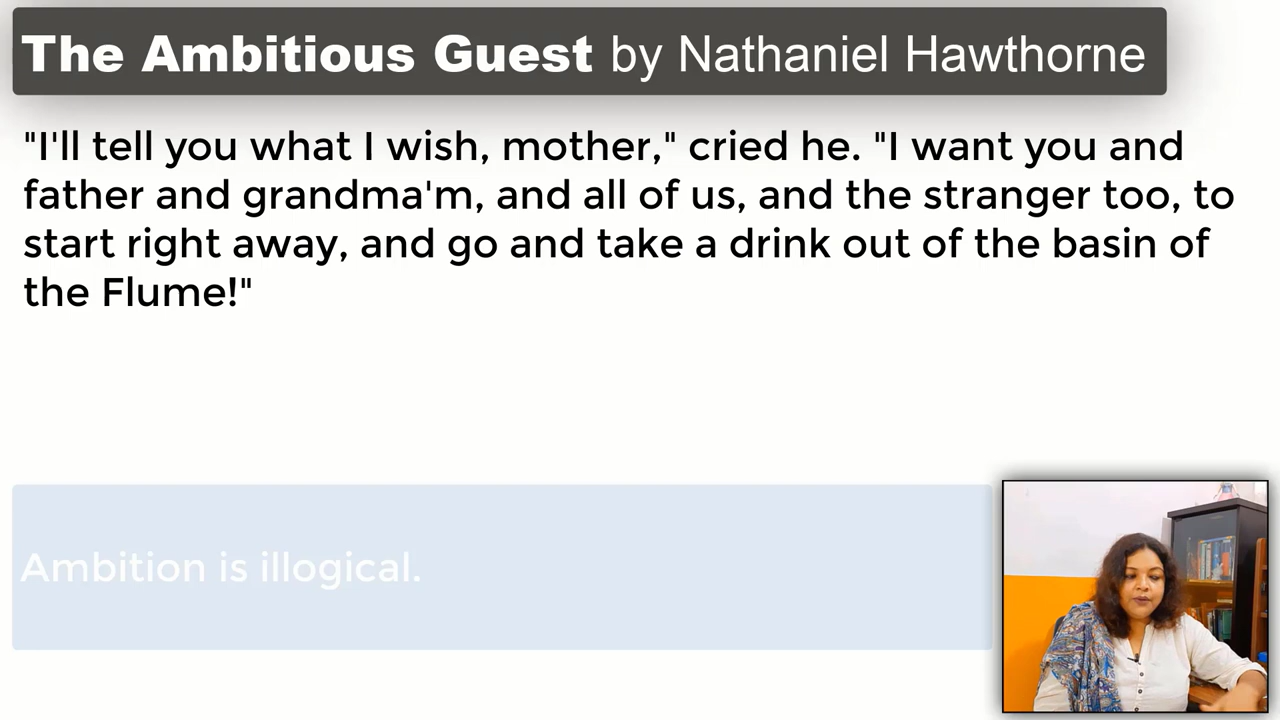 The Ambitious Guest by Nathaniel Hawthorne
"I'll tell you what I wish, mother," cried he. "I want you and
father and grandma'm, and all of us, and the stranger too, to
start right away, and go and take a drink out of the basin of
the Flume!"
Ambition is illogical.